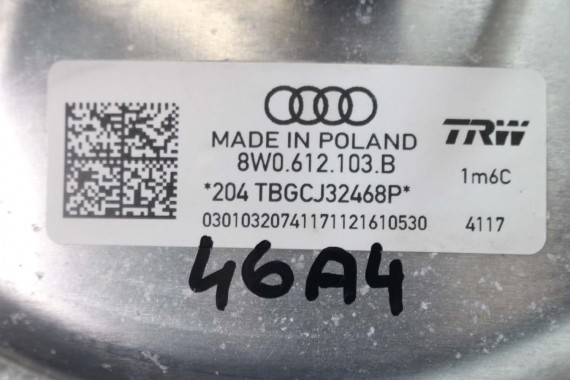 MADE IN POLAND
8W0.612.103.B
*204 TBGCJ32468P*
03010320741171121610530
TRW
1m6C
4117
46A4